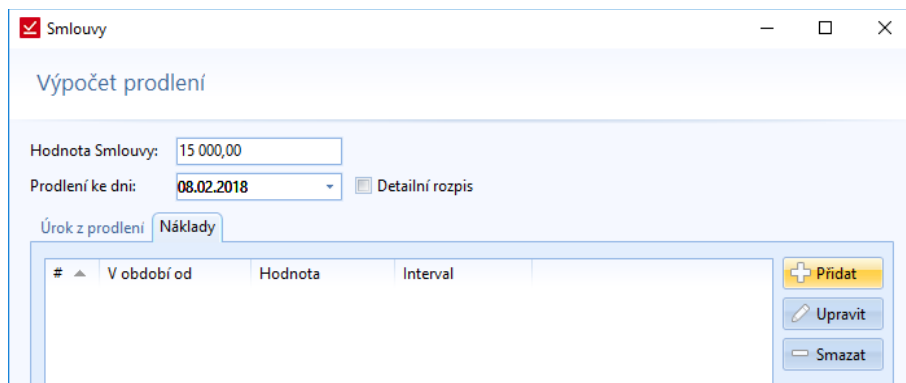 Smlouvy
Výpočet prodlení
Hodnota Smlouvy: 15 000,00
Prodlení ke dni: 08.02.2018 Detailní rozpis
Úrok z prodlení Náklady
# V období od Hodnota Interval
Přidat
Upravit
Smazat